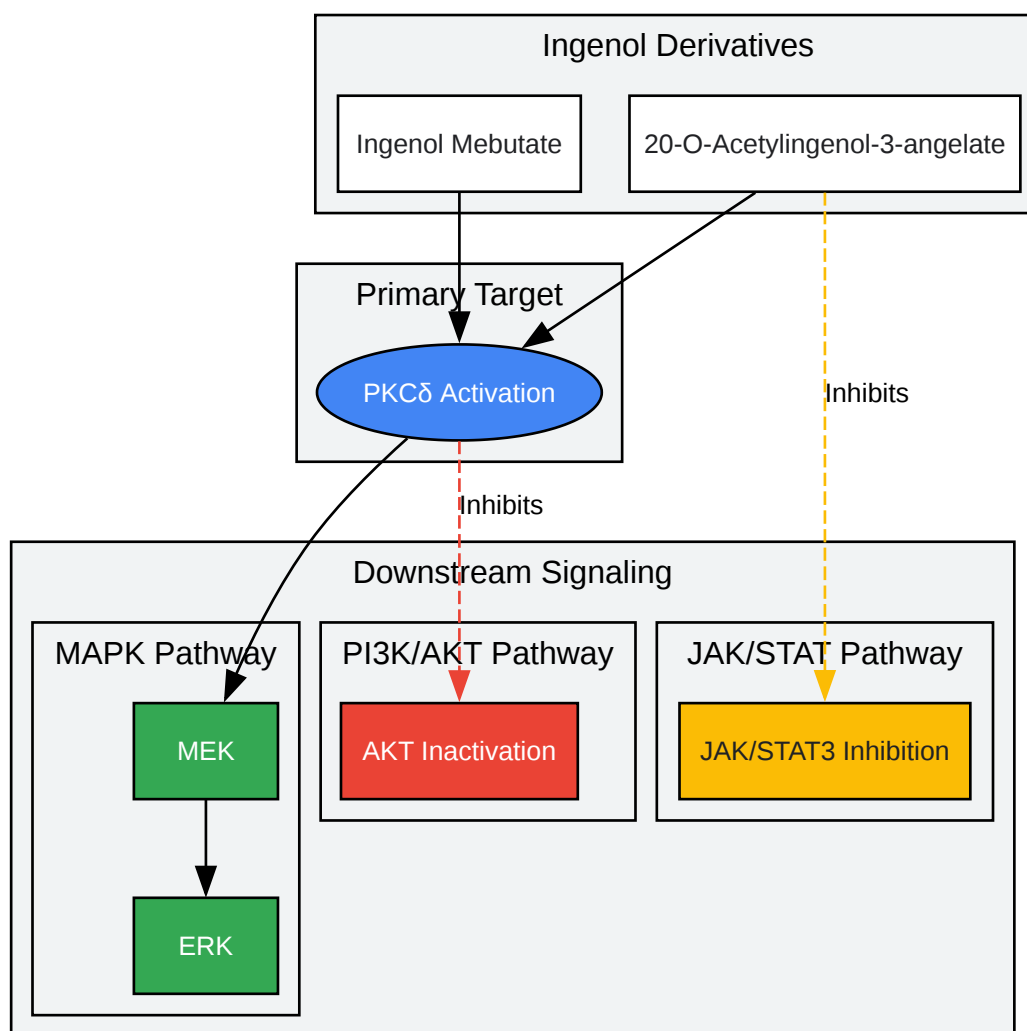 Ingenol Derivatives
Ingenol Mebutate
20-O-Acetylingenol-3-angelate
Primary Target
PKCδ Activation
Inhibits
Inhibits
Downstream Signaling
MAPK Pathway
PI3K/AKT Pathway
JAK/STAT Pathway
MEK
AKT Inactivation
JAK/STAT3 Inhibition
ERK